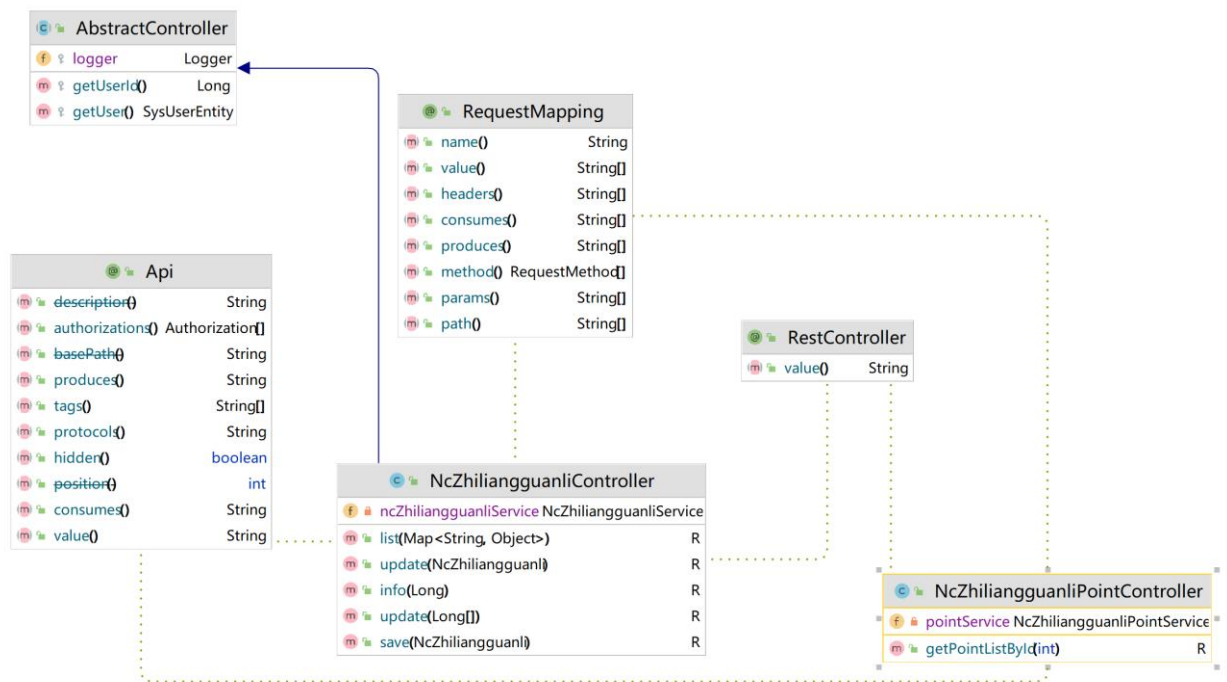 AbstractController
logger Logger
getUserId() Long
getUser() SysUserEntity
RequestMapping
name() String
value() String[]
headers() String[]
consumes() String[]
produces() String[]
method() RequestMethod[]
params() String[]
path() String[]
Api
description() String
authorizations() Authorization[]
basePath() String
produces() String
tags() String[]
protocols() String
hidden() boolean
position() int
consumes() String
value() String
RestController
value() String
NcZhiliangguanliController
ncZhiliangguanliService NcZhiliangguanliService
list(Map<String, Object>) R
update(NcZhiliangguanli) R
info(Long) R
update(Long[]) R
save(NcZhiliangguanli) R
NcZhiliangguanliPointController
pointService NcZhiliangguanliPointService
getPointListById(int) R